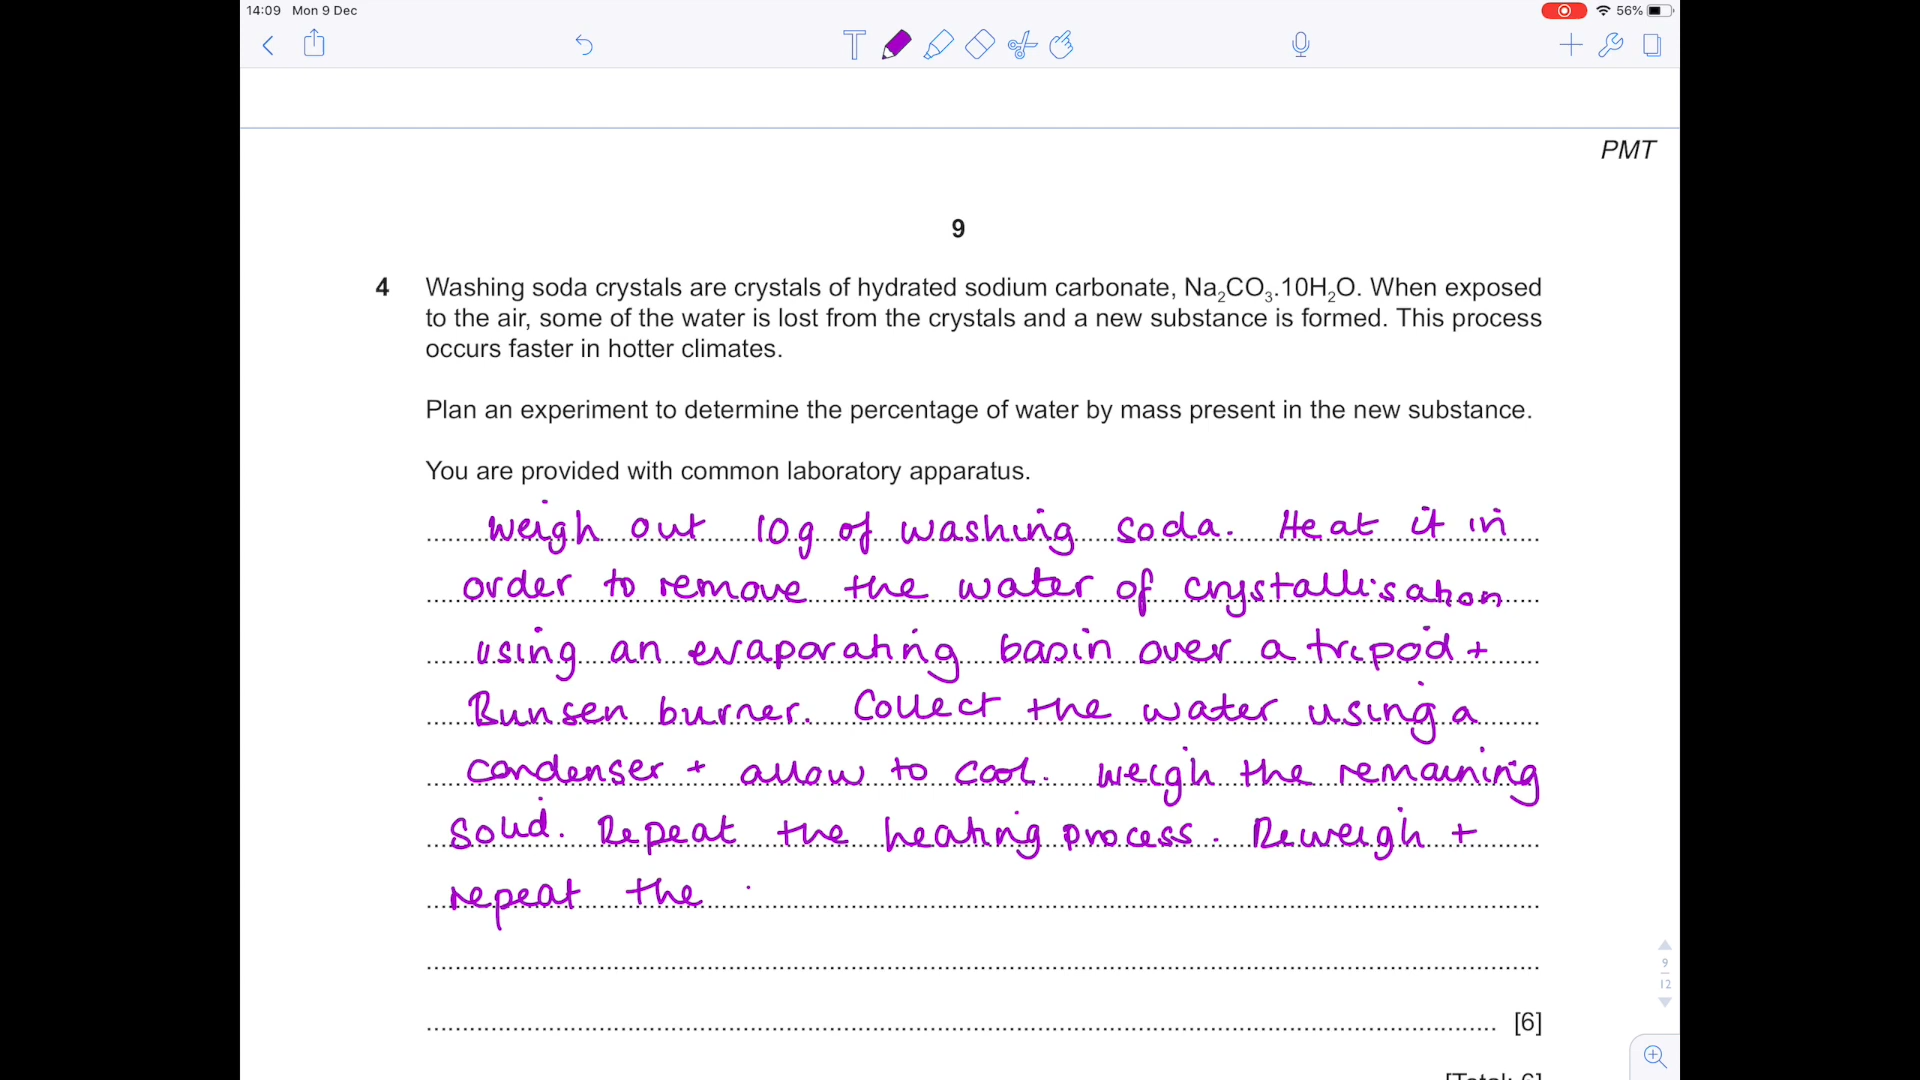 14:09 Mon 9 Dec
56%
T
PMT
9
4 Washing soda crystals are crystals of hydrated sodium carbonate, Na₂CO₃.10H₂O. When exposed
to the air, some of the water is lost from the crystals and a new substance is formed. This process
occurs faster in hotter climates.
Plan an experiment to determine the percentage of water by mass present in the new substance.
You are provided with common laboratory apparatus.
Weigh out 10g of washing soda. Heat it in
order to remove the water of crystallisation
using an evaporating basin over a tripod +
Bunsen burner. Collect the water using a
condenser + allow to cool. Weigh the remaining
solid. Repeat the heating process. Reweigh +
repeat the
[6]
9
12
[Total: 6]